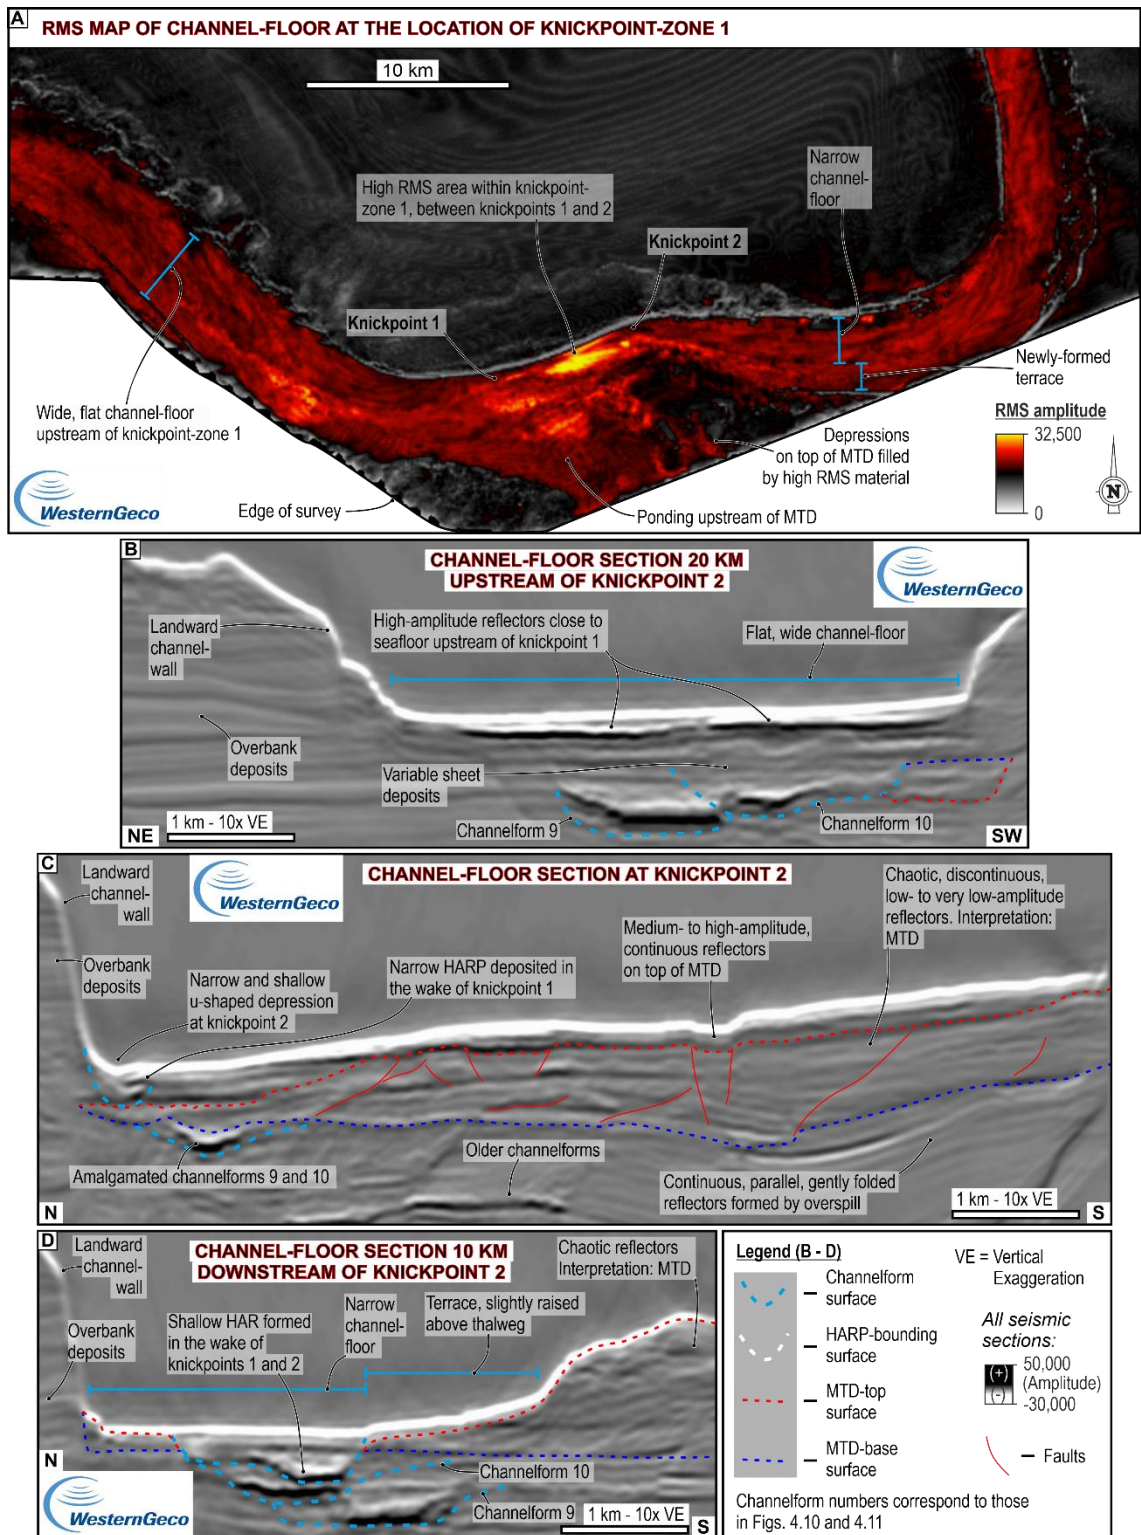 A
RMS MAP OF CHANNEL-FLOOR AT THE LOCATION OF KNICKPOINT-ZONE 1
10 km
High RMS area within knickpoint-
zone 1, between knickpoints 1 and 2
Narrow
channel-
floor
Knickpoint 2
Knickpoint 1
Newly-formed
terrace
Wide, flat channel-floor
upstream of knickpoint-zone 1
RMS amplitude
32,500
0
N
Depressions
on top of MTD filled
by high RMS material
WesternGeco
Edge of survey
Ponding upstream of MTD
B
CHANNEL-FLOOR SECTION 20 KM
UPSTREAM OF KNICKPOINT 2
WesternGeco
Landward
channel-
wall
High-amplitude reflectors close to
seafloor upstream of knickpoint 1
Flat, wide channel-floor
Overbank
deposits
Variable sheet
deposits
1 km - 10x VE
NE
Channelform 9
Channelform 10
SW
C
Landward
channel-
wall
WesternGeco
CHANNEL-FLOOR SECTION AT KNICKPOINT 2
Chaotic, discontinuous,
low- to very low-amplitude
reflectors. Interpretation:
MTD
Medium- to high-amplitude,
continuous reflectors
on top of MTD
Overbank
deposits
Narrow and shallow
u-shaped depression
at knickpoint 2
Narrow HARP deposited in
the wake of knickpoint 1
Amalgamated channelforms 9 and 10
Older channelforms
Continuous, parallel, gently folded
reflectors formed by overspill
1 km - 10x VE
N
S
D
Landward
channel-
wall
CHANNEL-FLOOR SECTION 10 KM
DOWNSTREAM OF KNICKPOINT 2
Chaotic reflectors
Interpretation: MTD
Overbank
deposits
Shallow HAR formed
in the wake of
knickpoints 1 and 2
Narrow
channel-
floor
Terrace, slightly raised
above thalweg
N
WesternGeco
Channelform 10
Channelform 9
1 km - 10x VE
S
Legend (B - D)
Channelform
surface
HARP-bounding
surface
MTD-top
surface
MTD-base
surface
VE = Vertical
Exaggeration
All seismic
sections:
(+)
(-)
50,000
(Amplitude)
-30,000
Faults
Channelform numbers correspond to those
in Figs. 4.10 and 4.11